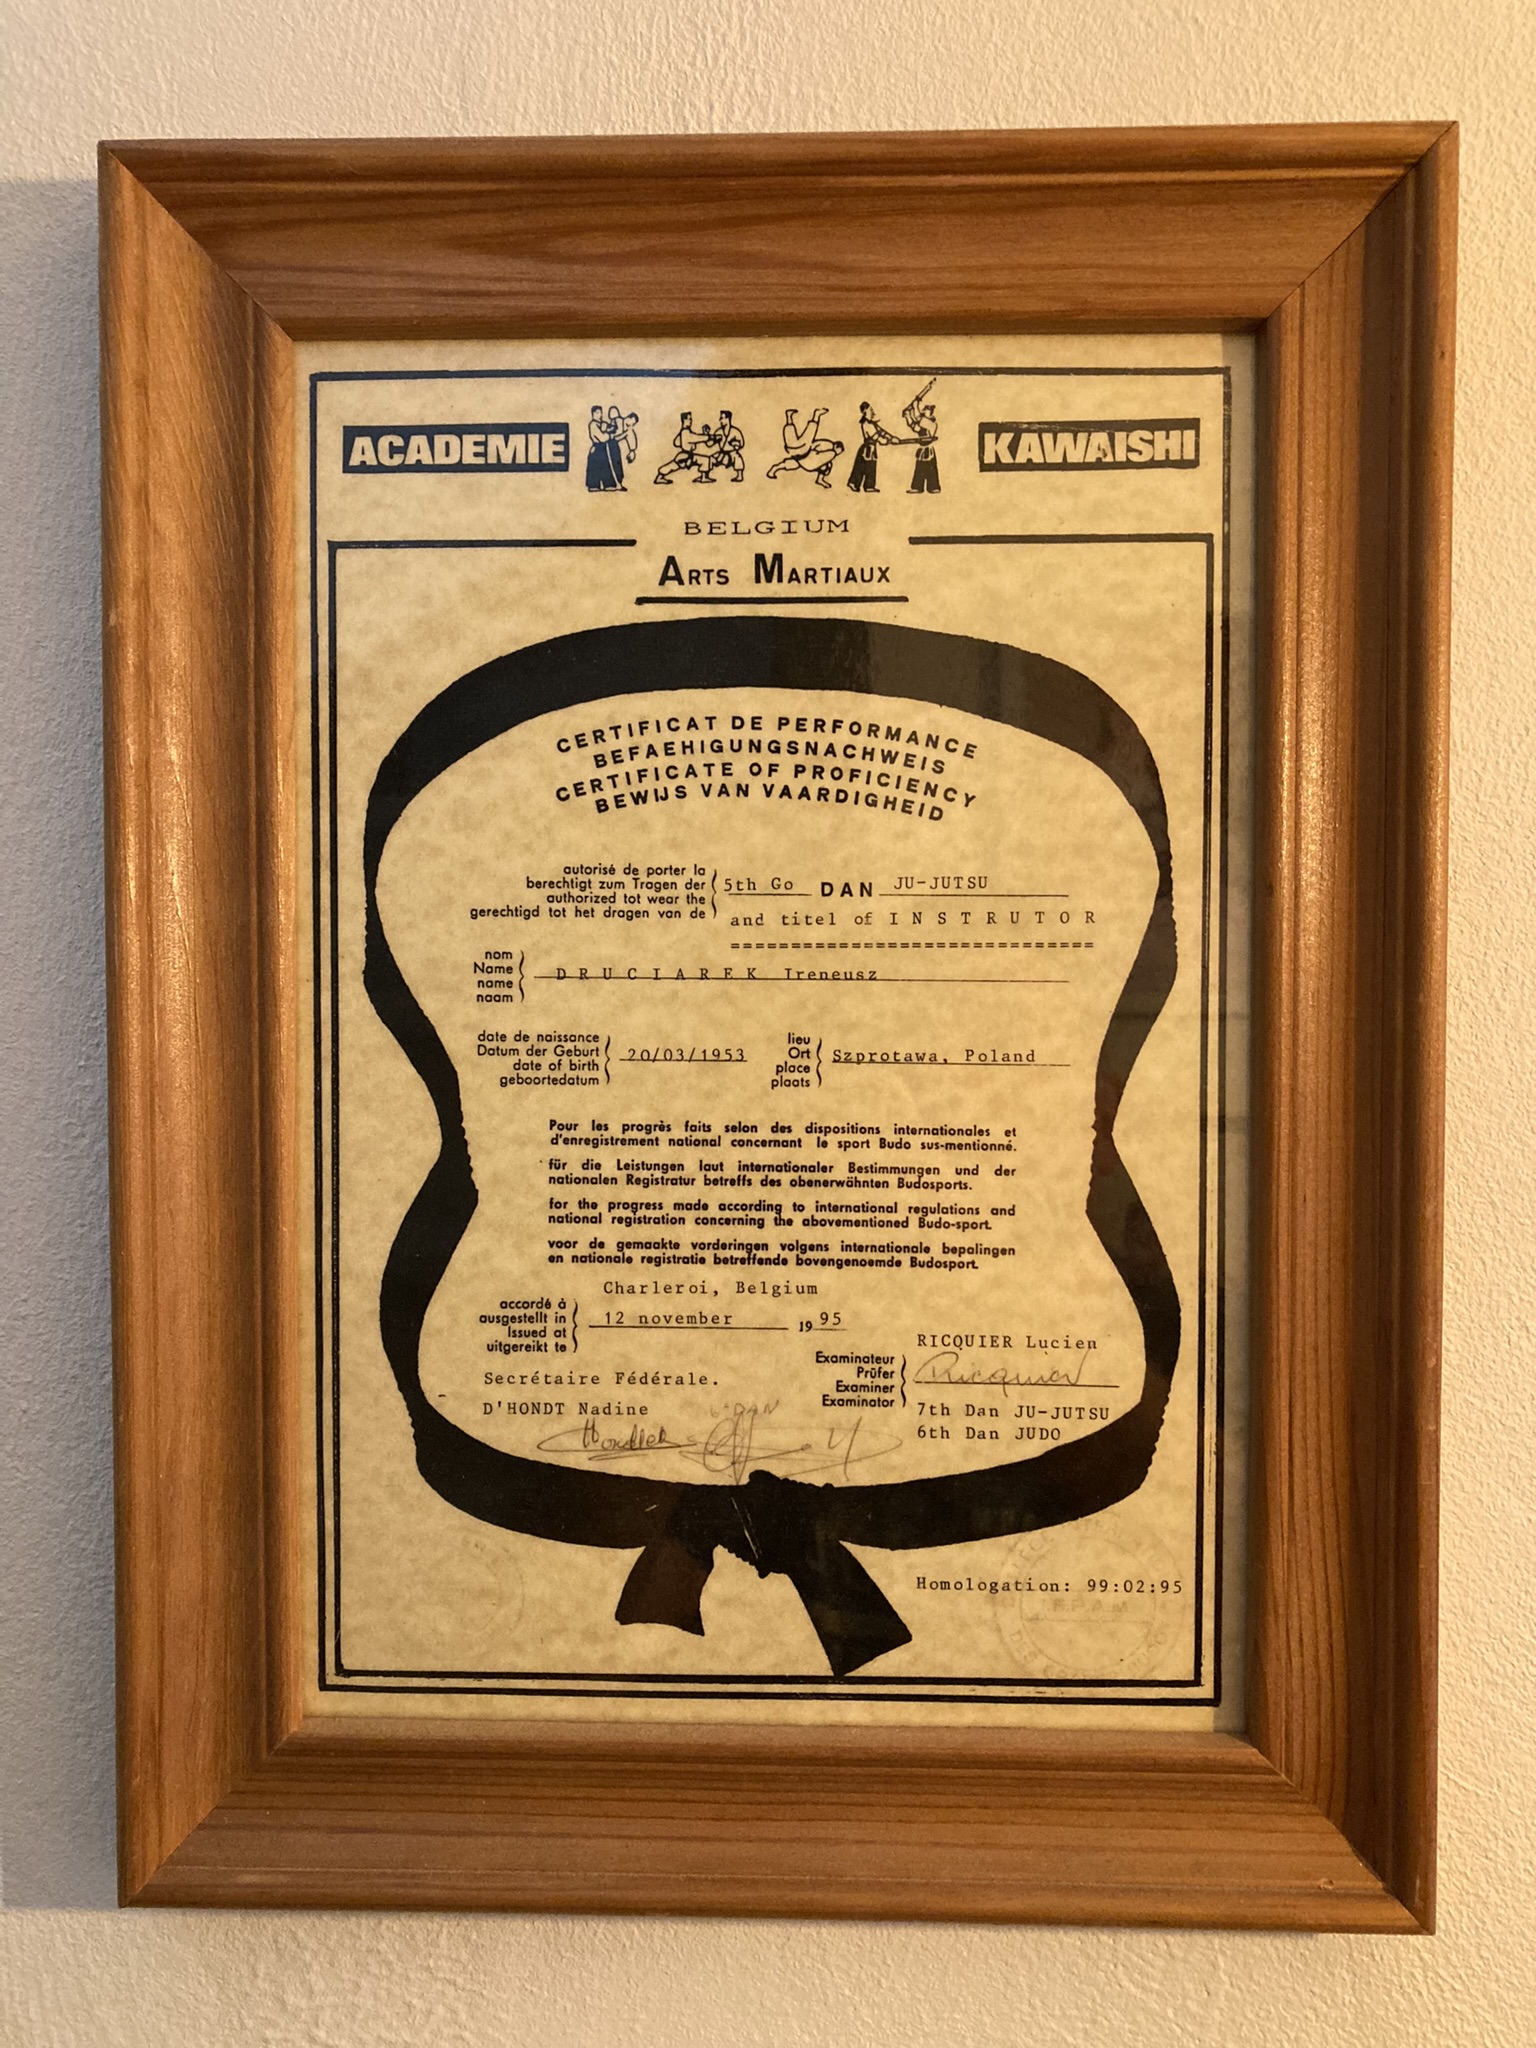 ACADEMIE KAWAISHI
BELGIUM
ARTS MARTIAUX
CERTIFICAT DE PERFORMANCE
BEFAEHIGUNGSNACHWEIS
CERTIFICATE OF PROFICIENCY
BEWIJS VAN VAARDIGHEID
autorisé de porter la
berechtigt zum Tragen der
authorized tot wear the
gerechtigd tot het dragen van de
5th Go DAN JU-JUTSU
and titel of INSTRUTOR
==============================
nom
Name
name
naam
DRUCIAREK Ireneusz
date de naissance
Datum der Geburt
date of birth
geboortedatum
20/03/1953
lieu
Ort
place
plaats
Szprotawa, Poland
Pour les progrès faits selon des dispositions internationales et
d'enregistrement national concernant le sport Budo sus-mentionné.
für die Leistungen laut internationaler Bestimmungen und der
nationalen Registratur betreffs des obenerwähnten Budosports.
for the progress made according to international regulations and
national registration concerning the abovementioned Budo-sport.
voor de gemaakte vorderingen volgens internationale bepalingen
en nationale registratie betreffende bovengenoemde Budosport.
Charleroi, Belgium
accordé à
ausgestellt in
Issued at
uitgereikt te
12 november 1995
RICQUIER Lucien
Examinateur
Prüfer
Examiner
Examinator
Ricquier
7th Dan JU-JUTSU
6th Dan JUDO
Secrétaire Fédérale.
D'HONDT Nadine
Homologation: 99:02:95